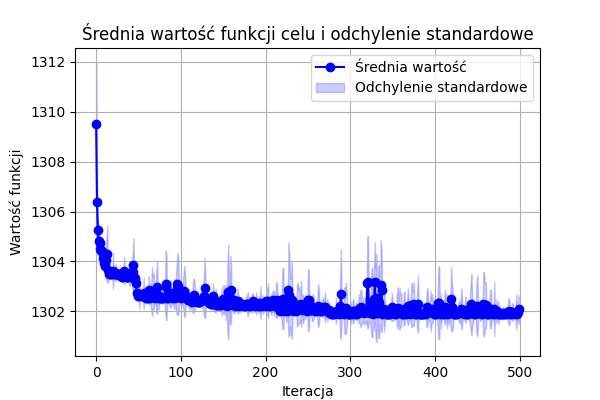 Średnia wartość funkcji celu i odchylenie standardowe
Średnia wartość
Odchylenie standardowe
Wartość funkcji
1312
1310
1308
1306
1304
1302
0 100 200 300 400 500
Iteracja